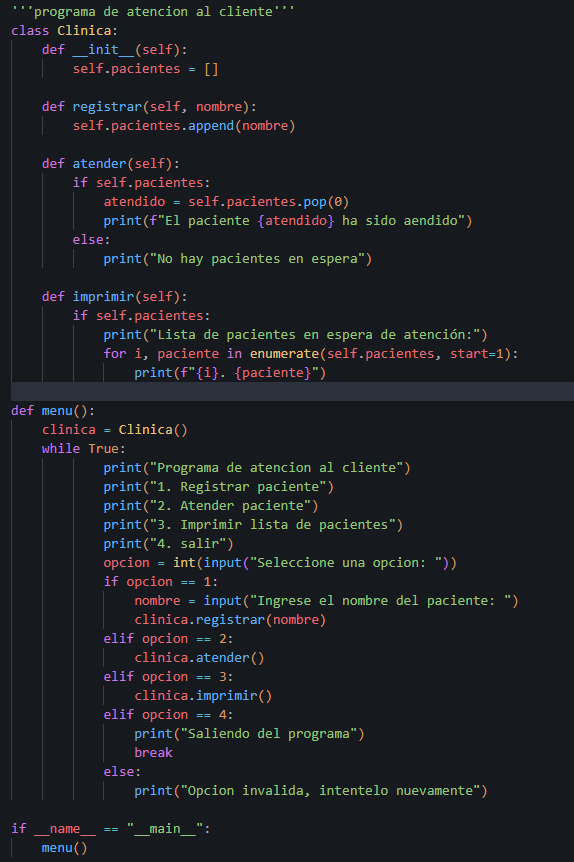 '''programa de atencion al cliente'''
class Clinica:
    def __init__(self):
        self.pacientes = []

    def registrar(self, nombre):
        self.pacientes.append(nombre)

    def atender(self):
        if self.pacientes:
            atendido = self.pacientes.pop(0)
            print(f"El paciente {atendido} ha sido aendido")
        else:
            print("No hay pacientes en espera")

    def imprimir(self):
        if self.pacientes:
            print("Lista de pacientes en espera de atención:")
            for i, paciente in enumerate(self.pacientes, start=1):
                print(f"{i}. {paciente}")

def menu():
    clinica = Clinica()
    while True:
            print("Programa de atencion al cliente")
            print("1. Registrar paciente")
            print("2. Atender paciente")
            print("3. Imprimir lista de pacientes")
            print("4. salir")
            opcion = int(input("Seleccione una opcion: "))
            if opcion == 1:
                nombre = input("Ingrese el nombre del paciente: ")
                clinica.registrar(nombre)
            elif opcion == 2:
                clinica.atender()
            elif opcion == 3:
                clinica.imprimir()
            elif opcion == 4:
                print("Saliendo del programa")
                break
            else:
                print("Opcion invalida, intentelo nuevamente")

if __name__ == "__main__":
    menu()